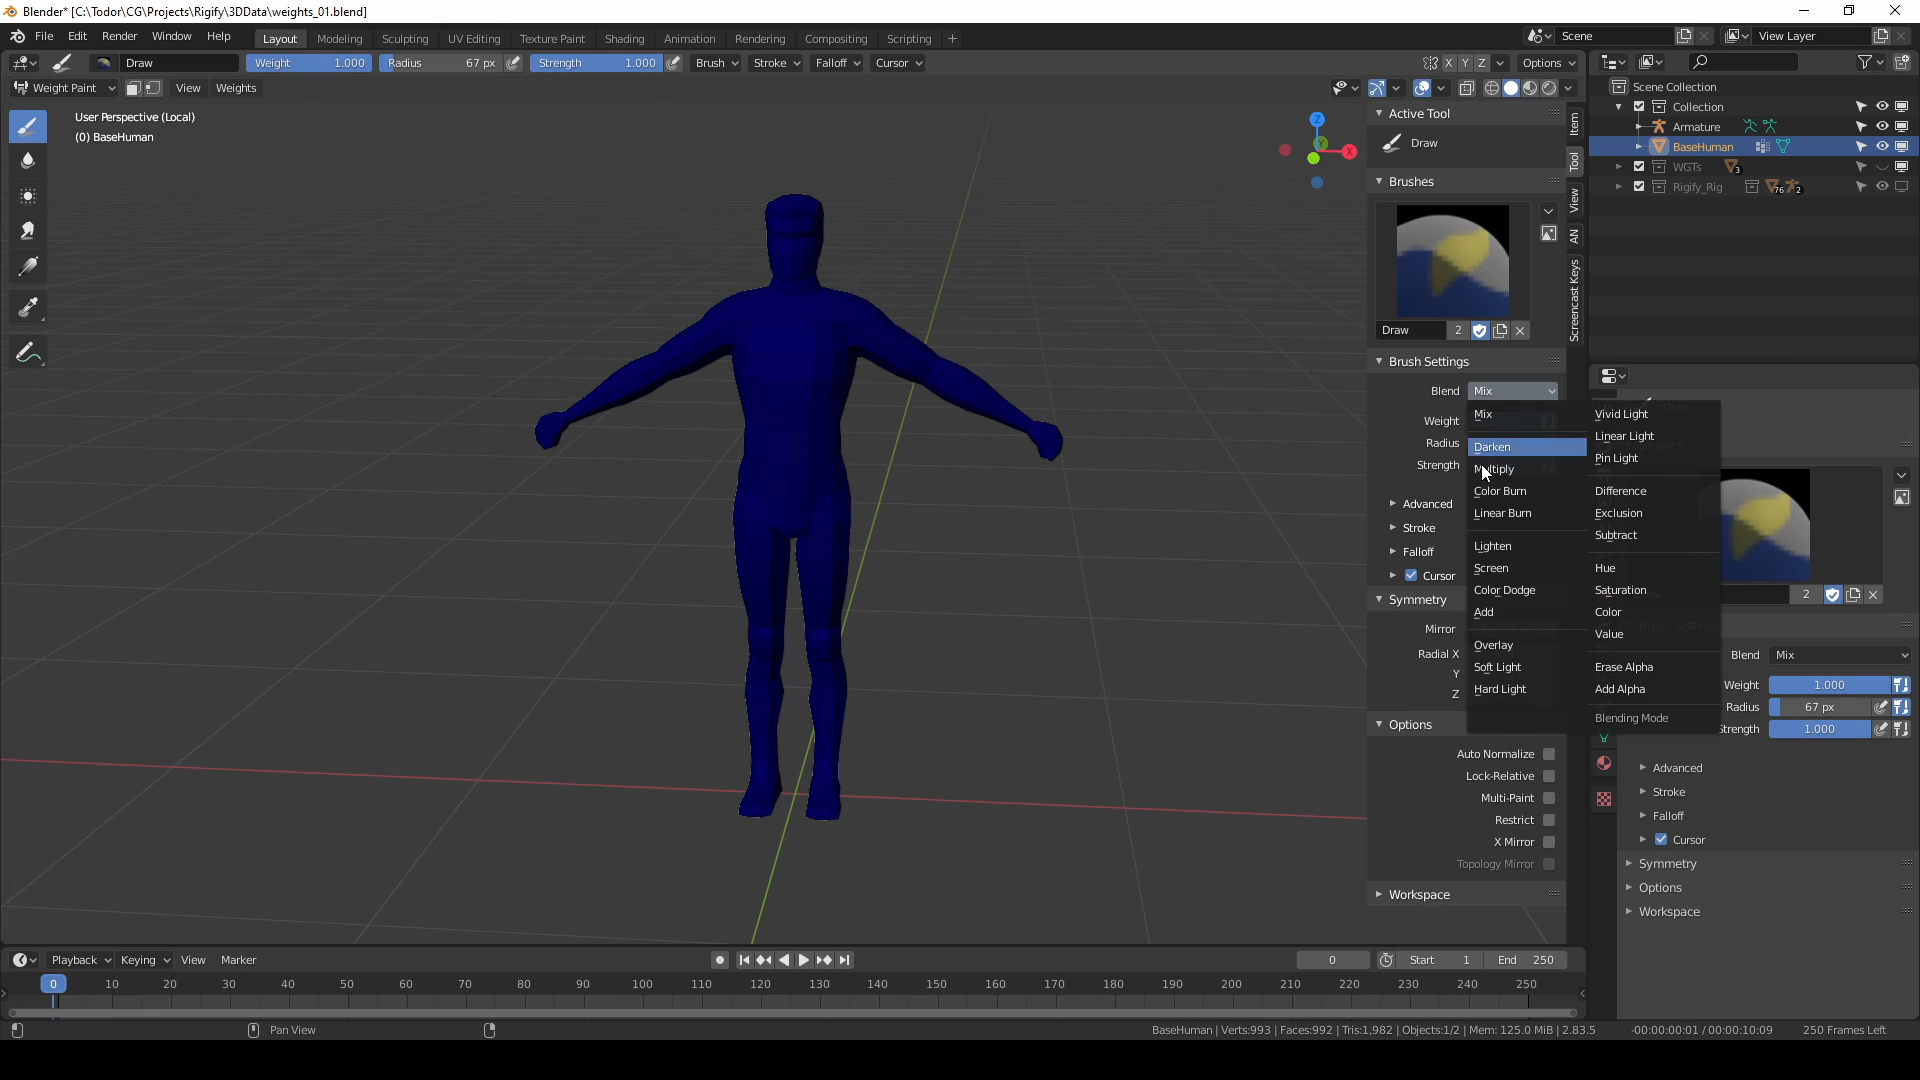 Blender* [C:\Todor\CG\Projects\Rigify\3DData\weights_01.blend]
File Edit Render Window Help Layout Modeling Sculpting UV Editing Texture Paint Shading Animation Rendering Compositing Scripting + Scene View Layer
Draw Weight 1.000 Radius 67 px Strength 1.000 Brush Stroke Falloff Cursor X Y Z Options
Weight Paint View Weights
User Perspective (Local)
(0) BaseHuman
Z
Y
X
Active Tool
Draw
Brushes
Draw 2
Brush Settings
Blend Mix
Weight
Radius
Strength
Advanced
Stroke
Falloff
Cursor
Symmetry
Mirror
Radial X
Y
Z
Options
Auto Normalize
Lock-Relative
Multi-Paint
Restrict
X Mirror
Topology Mirror
Workspace
Item
Tool
View
AN
Screencast Keys
Mix
Darken
Multiply
Color Burn
Linear Burn
Lighten
Screen
Color Dodge
Add
Overlay
Soft Light
Hard Light
Vivid Light
Linear Light
Pin Light
Difference
Exclusion
Subtract
Hue
Saturation
Color
Value
Erase Alpha
Add Alpha
Blending Mode
Scene Collection
Collection
Armature
BaseHuman
WGTs 3
Rigify_Rig 76 2
2
Blend Mix
Weight 1.000
Radius 67 px
Strength 1.000
Advanced
Stroke
Falloff
Cursor
Symmetry
Options
Workspace
Playback Keying View Marker 0 Start 1 End 250
0 10 20 30 40 50 60 70 80 90 100 110 120 130 140 150 160 170 180 190 200 210 220 230 240 250
Pan View
BaseHuman | Verts:993 | Faces:992 | Tris:1,982 | Objects:1/2 | Mem: 125.0 MiB | 2.83.5 -00:00:00:01 / 00:00:10:09 250 Frames Left